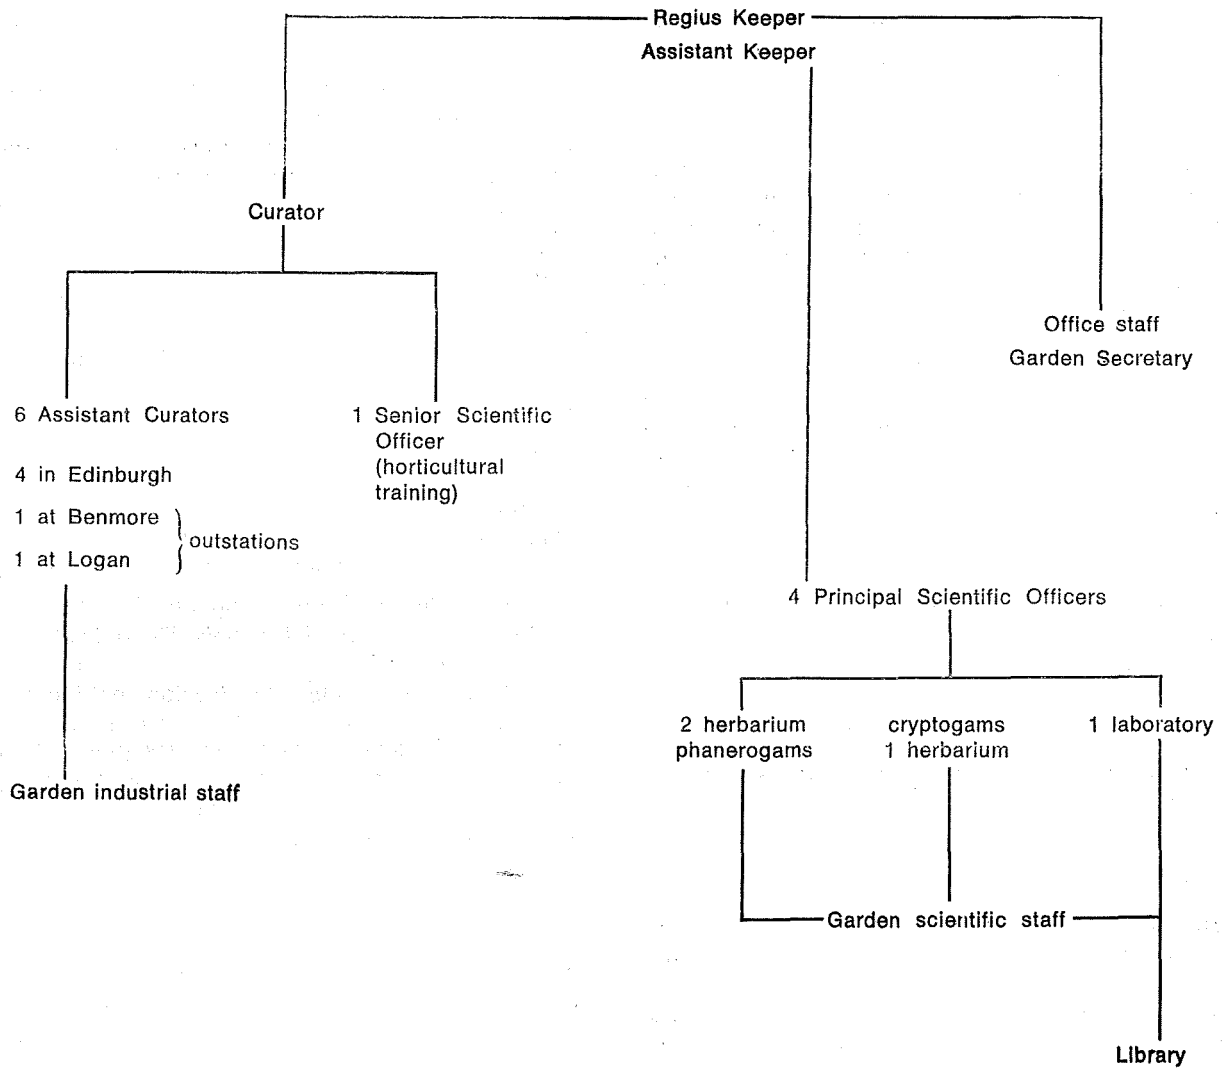 Regius Keeper
Assistant Keeper
Curator
Office staff
Garden Secretary
6 Assistant Curators
4 in Edinburgh
1 at Benmore
1 at Logan
outstations
1 Senior Scientific
Officer
(horticultural
training)
Garden industrial staff
4 Principal Scientific Officers
2 herbarium
phanerogams
cryptogams
1 herbarium
1 laboratory
Garden scientific staff
Library